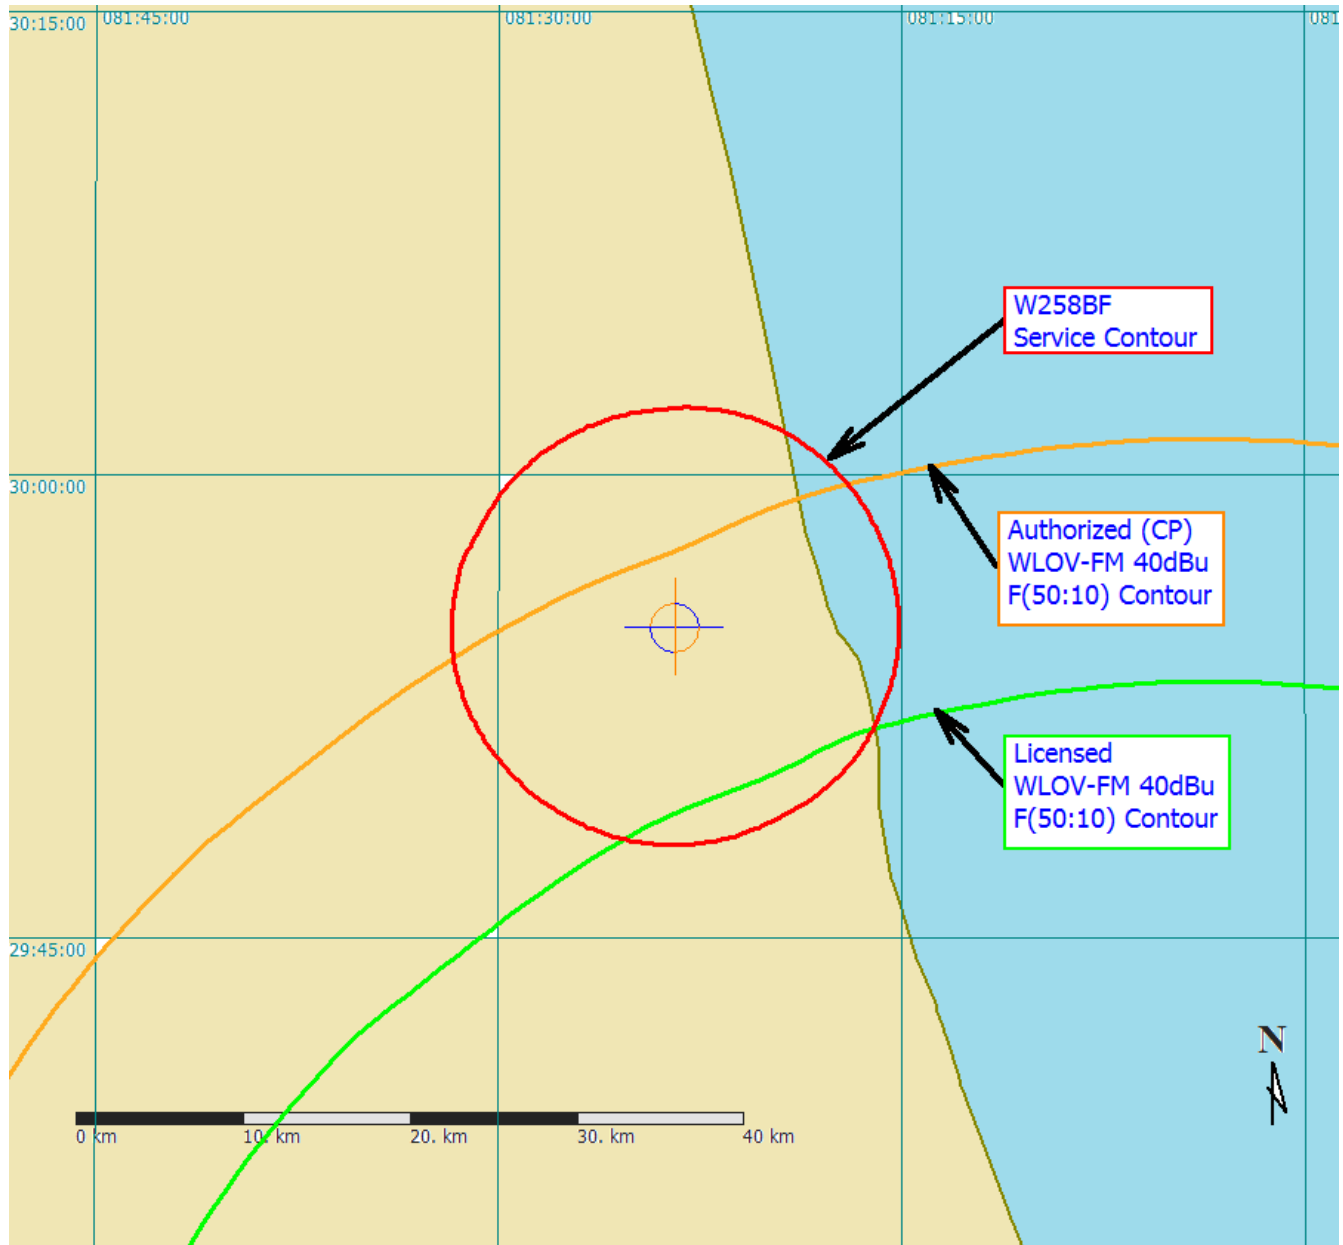 30:15:00
081:45:00
081:30:00
081:15:00
081
W258BF
Service Contour
30:00:00
Authorized (CP)
WLOV-FM 40dBu
F(50:10) Contour
Licensed
WLOV-FM 40dBu
F(50:10) Contour
29:45:00
N
0 km
10. km
20. km
30. km
40 km